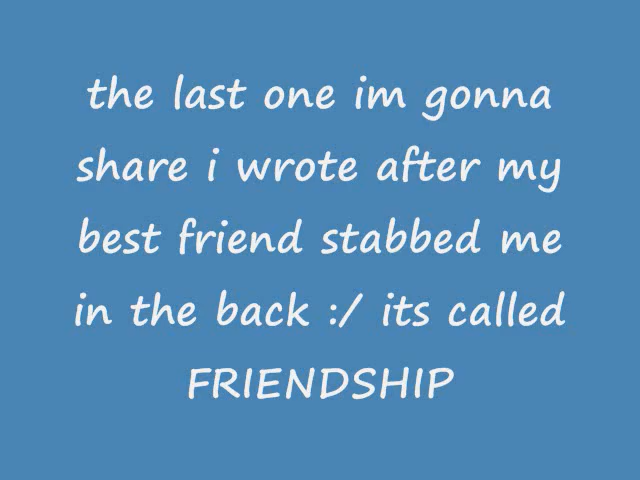 the last one im gonna
share i wrote after my
best friend stabbed me
in the back :/ its called
FRIENDSHIP